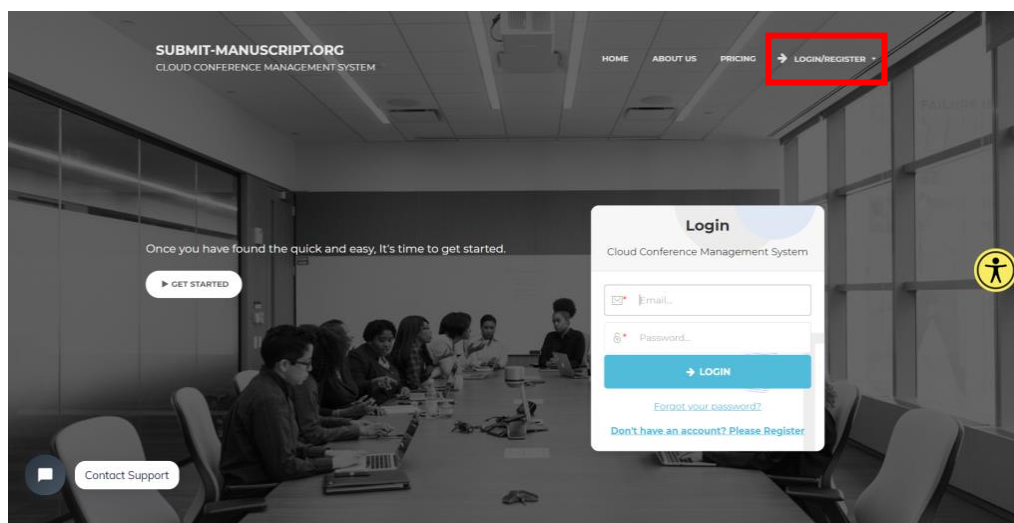 SUBMIT-MANUSCRIPT.ORG
CLOUD CONFERENCE MANAGEMENT SYSTEM
HOME ABOUT US PRICING LOGIN/REGISTER
Login
Cloud Conference Management System
Once you have found the quick and easy, It's time to get started.
GET STARTED
Email...
Password...
LOGIN
Forgot your password?
Don't have an account? Please Register
Contact Support